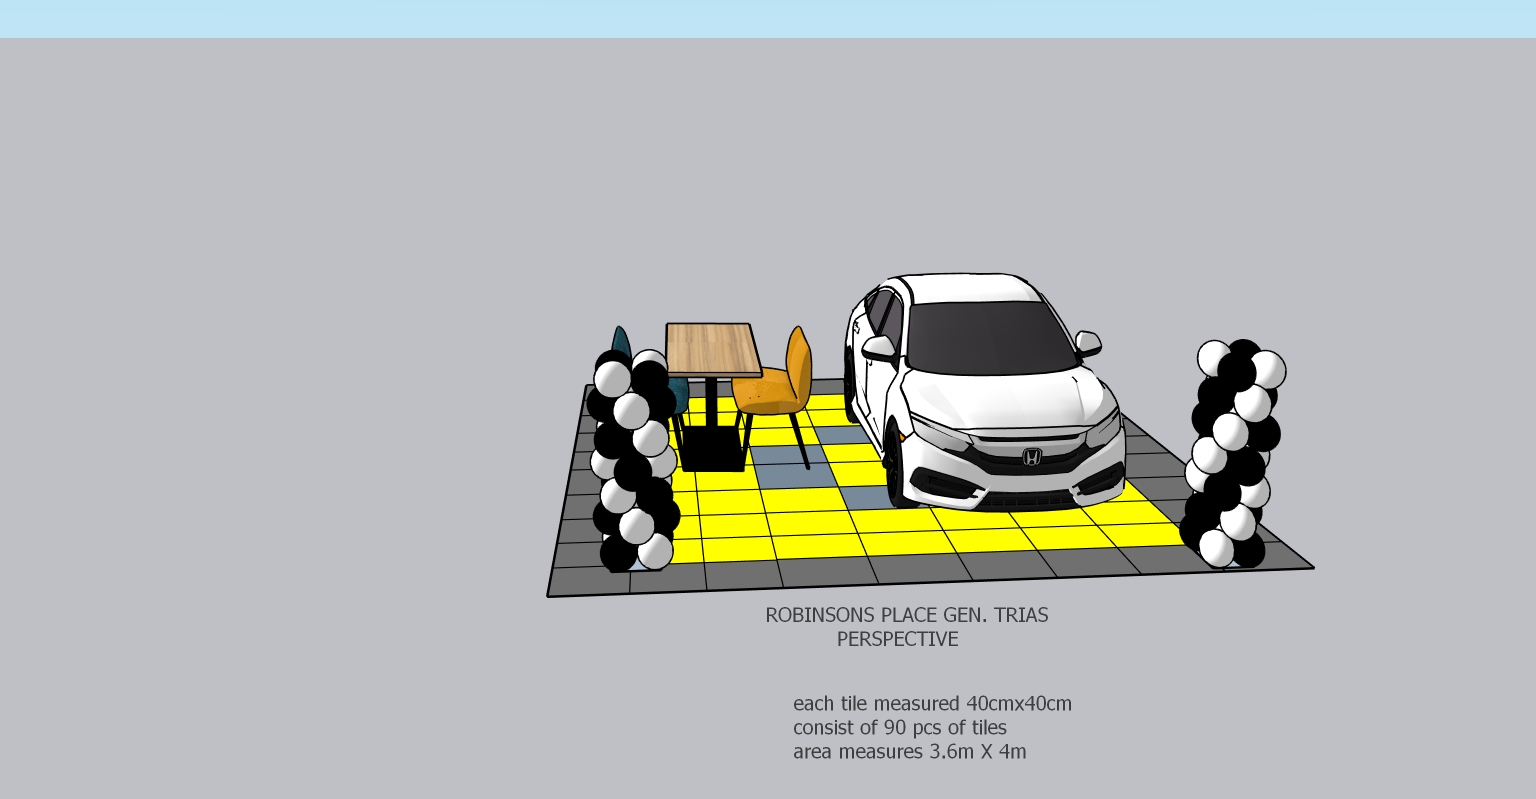 ROBINSONS PLACE GEN. TRIAS
PERSPECTIVE
each tile measured 40cmx40cm
consist of 90 pcs of tiles
area measures 3.6m X 4m